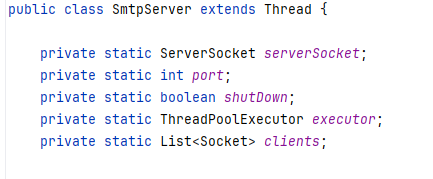 public class SmtpServer extends Thread {
private static ServerSocket serverSocket;
private static int port;
private static boolean shutDown;
private static ThreadPoolExecutor executor;
private static List<Socket> clients;